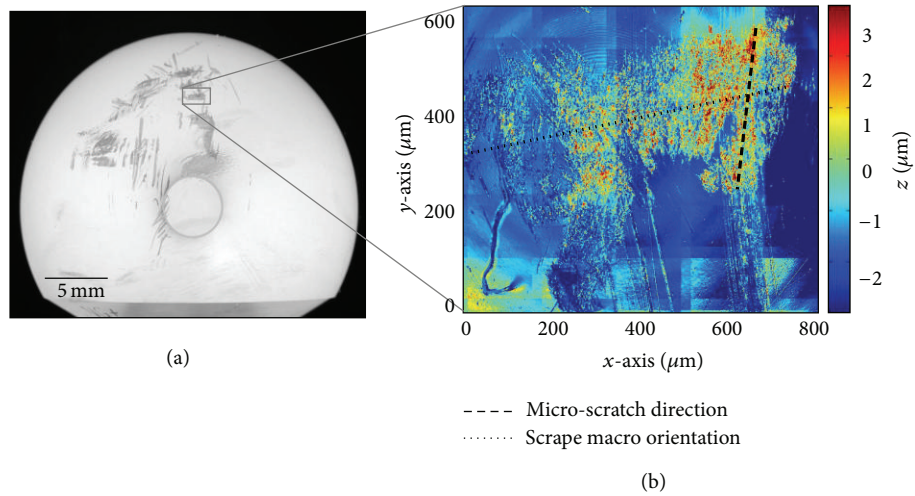 5 mm
(a)
600
400
200
0
y-axis (μm)
0
200
400
600
800
x-axis (μm)
3
2
1
0
−1
−2
z (μm)
Micro-scratch direction
Scrape macro orientation
(b)